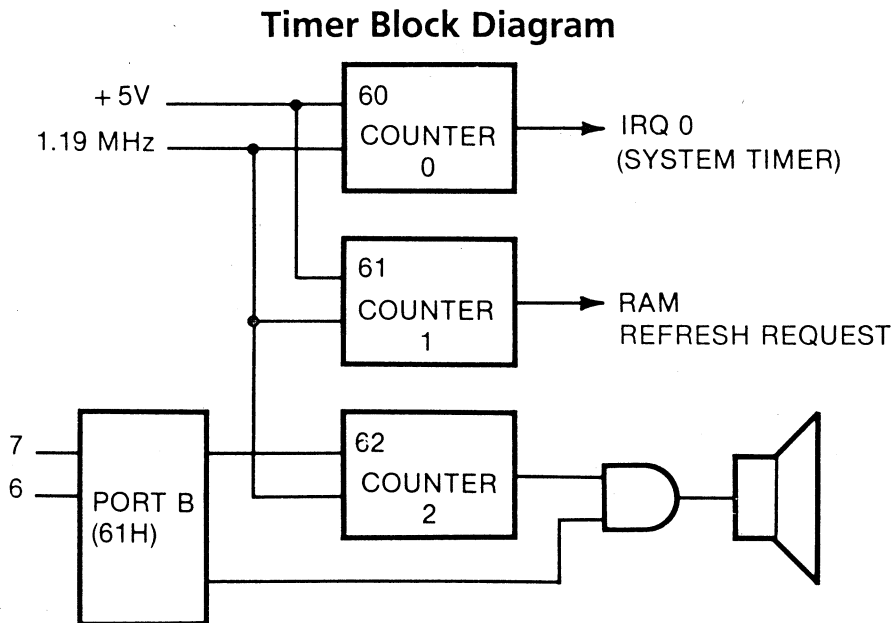 Timer Block Diagram
+5V
1.19 MHz
60
COUNTER
0
IRQ 0
(SYSTEM TIMER)
61
COUNTER
1
RAM
REFRESH REQUEST
7
6
PORT B
(61H)
62
COUNTER
2